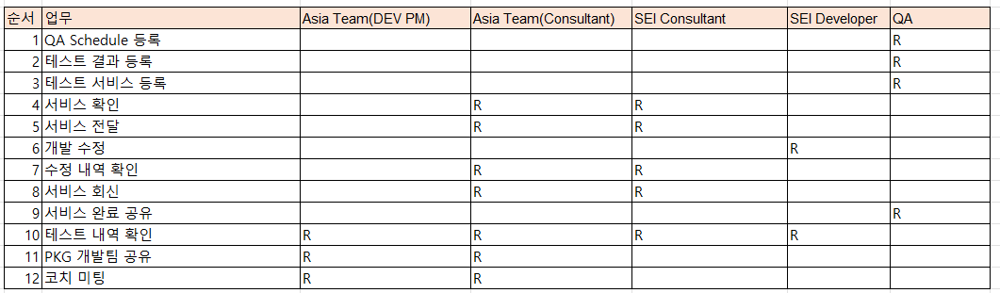 순서 업무 Asia Team(DEV PM) Asia Team(Consultant) SEI Consultant SEI Developer QA
1 QA Schedule 등록 R
2 테스트 결과 등록 R
3 테스트 서비스 등록 R
4 서비스 확인 R R
5 서비스 전달 R R
6 개발 수정 R
7 수정 내역 확인 R R
8 서비스 회신 R R
9 서비스 완료 공유 R
10 테스트 내역 확인 R R R R
11 PKG 개발팀 공유 R R
12 코치 미팅 R R